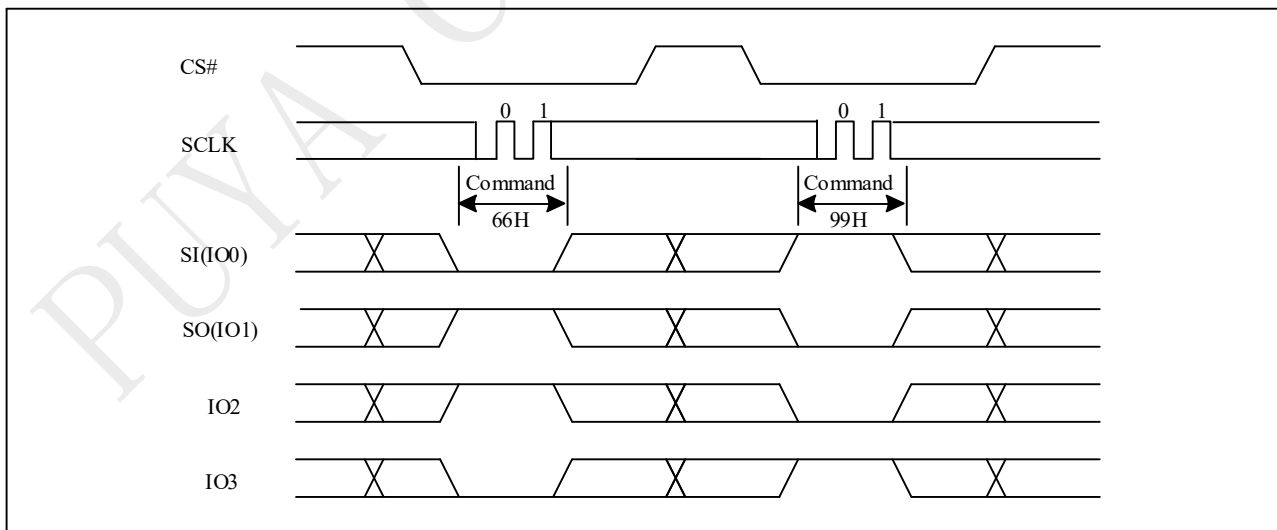 PUYA
CS#
0 1 0 1
SCLK
Command Command
66H 99H
SI(IO0)
SO(IO1)
IO2
IO3